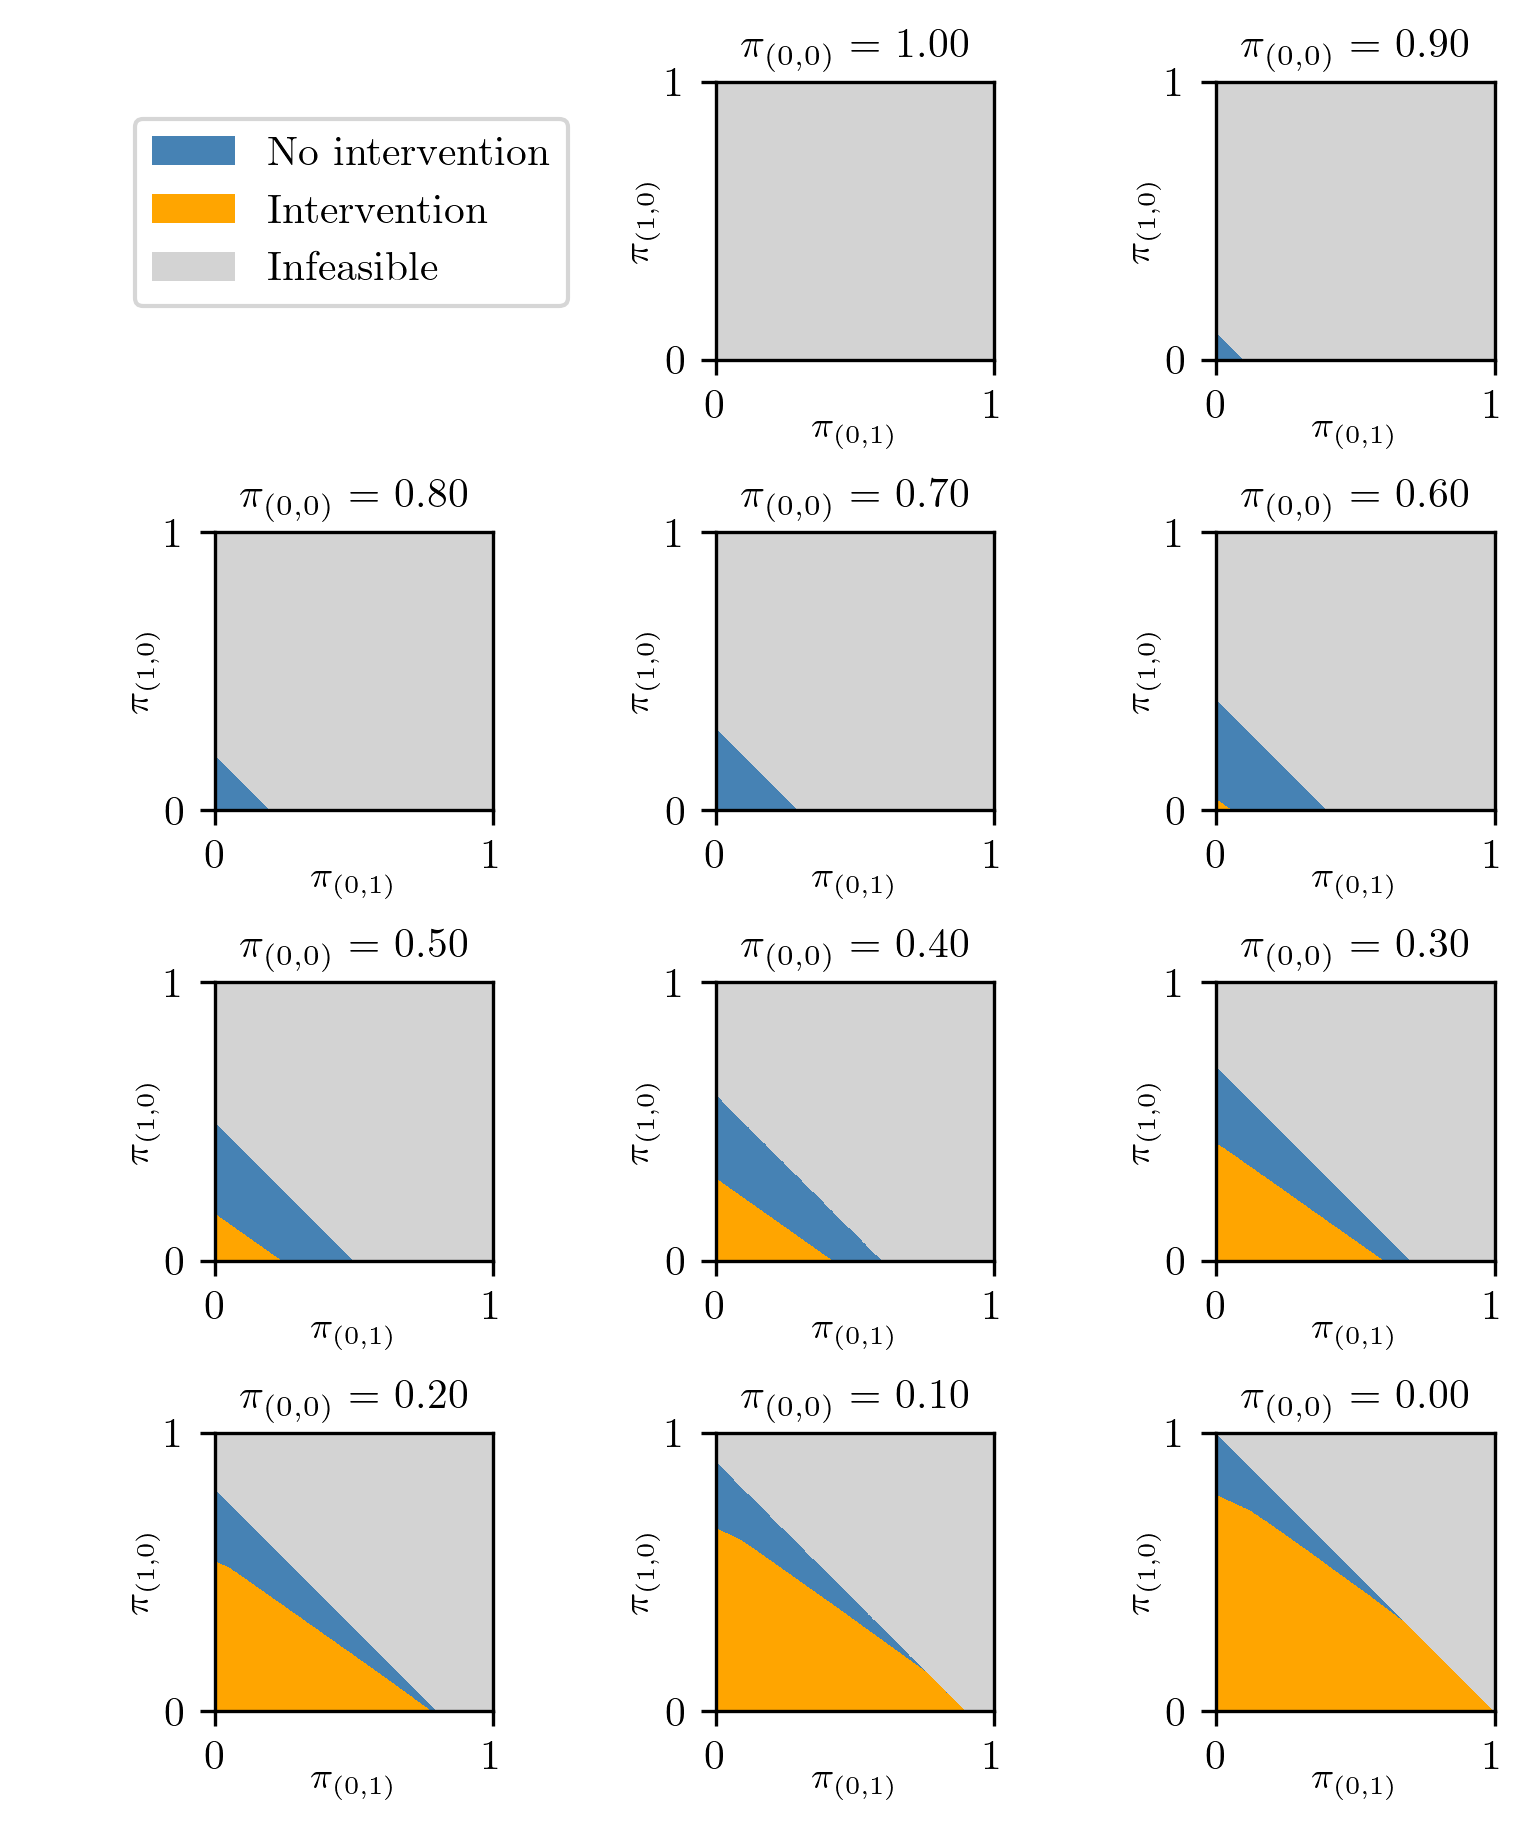 No intervention
Intervention
Infeasible
π(0,0) = 1.00
1
π(1,0)
0
0
1
π(0,1)
π(0,0) = 0.90
1
π(1,0)
0
0
1
π(0,1)
π(0,0) = 0.80
1
π(1,0)
0
0
1
π(0,1)
π(0,0) = 0.70
1
π(1,0)
0
0
1
π(0,1)
π(0,0) = 0.60
1
π(1,0)
0
0
1
π(0,1)
π(0,0) = 0.50
1
π(1,0)
0
0
1
π(0,1)
π(0,0) = 0.40
1
π(1,0)
0
0
1
π(0,1)
π(0,0) = 0.30
1
π(1,0)
0
0
1
π(0,1)
π(0,0) = 0.20
1
π(1,0)
0
0
1
π(0,1)
π(0,0) = 0.10
1
π(1,0)
0
0
1
π(0,1)
π(0,0) = 0.00
1
π(1,0)
0
0
1
π(0,1)